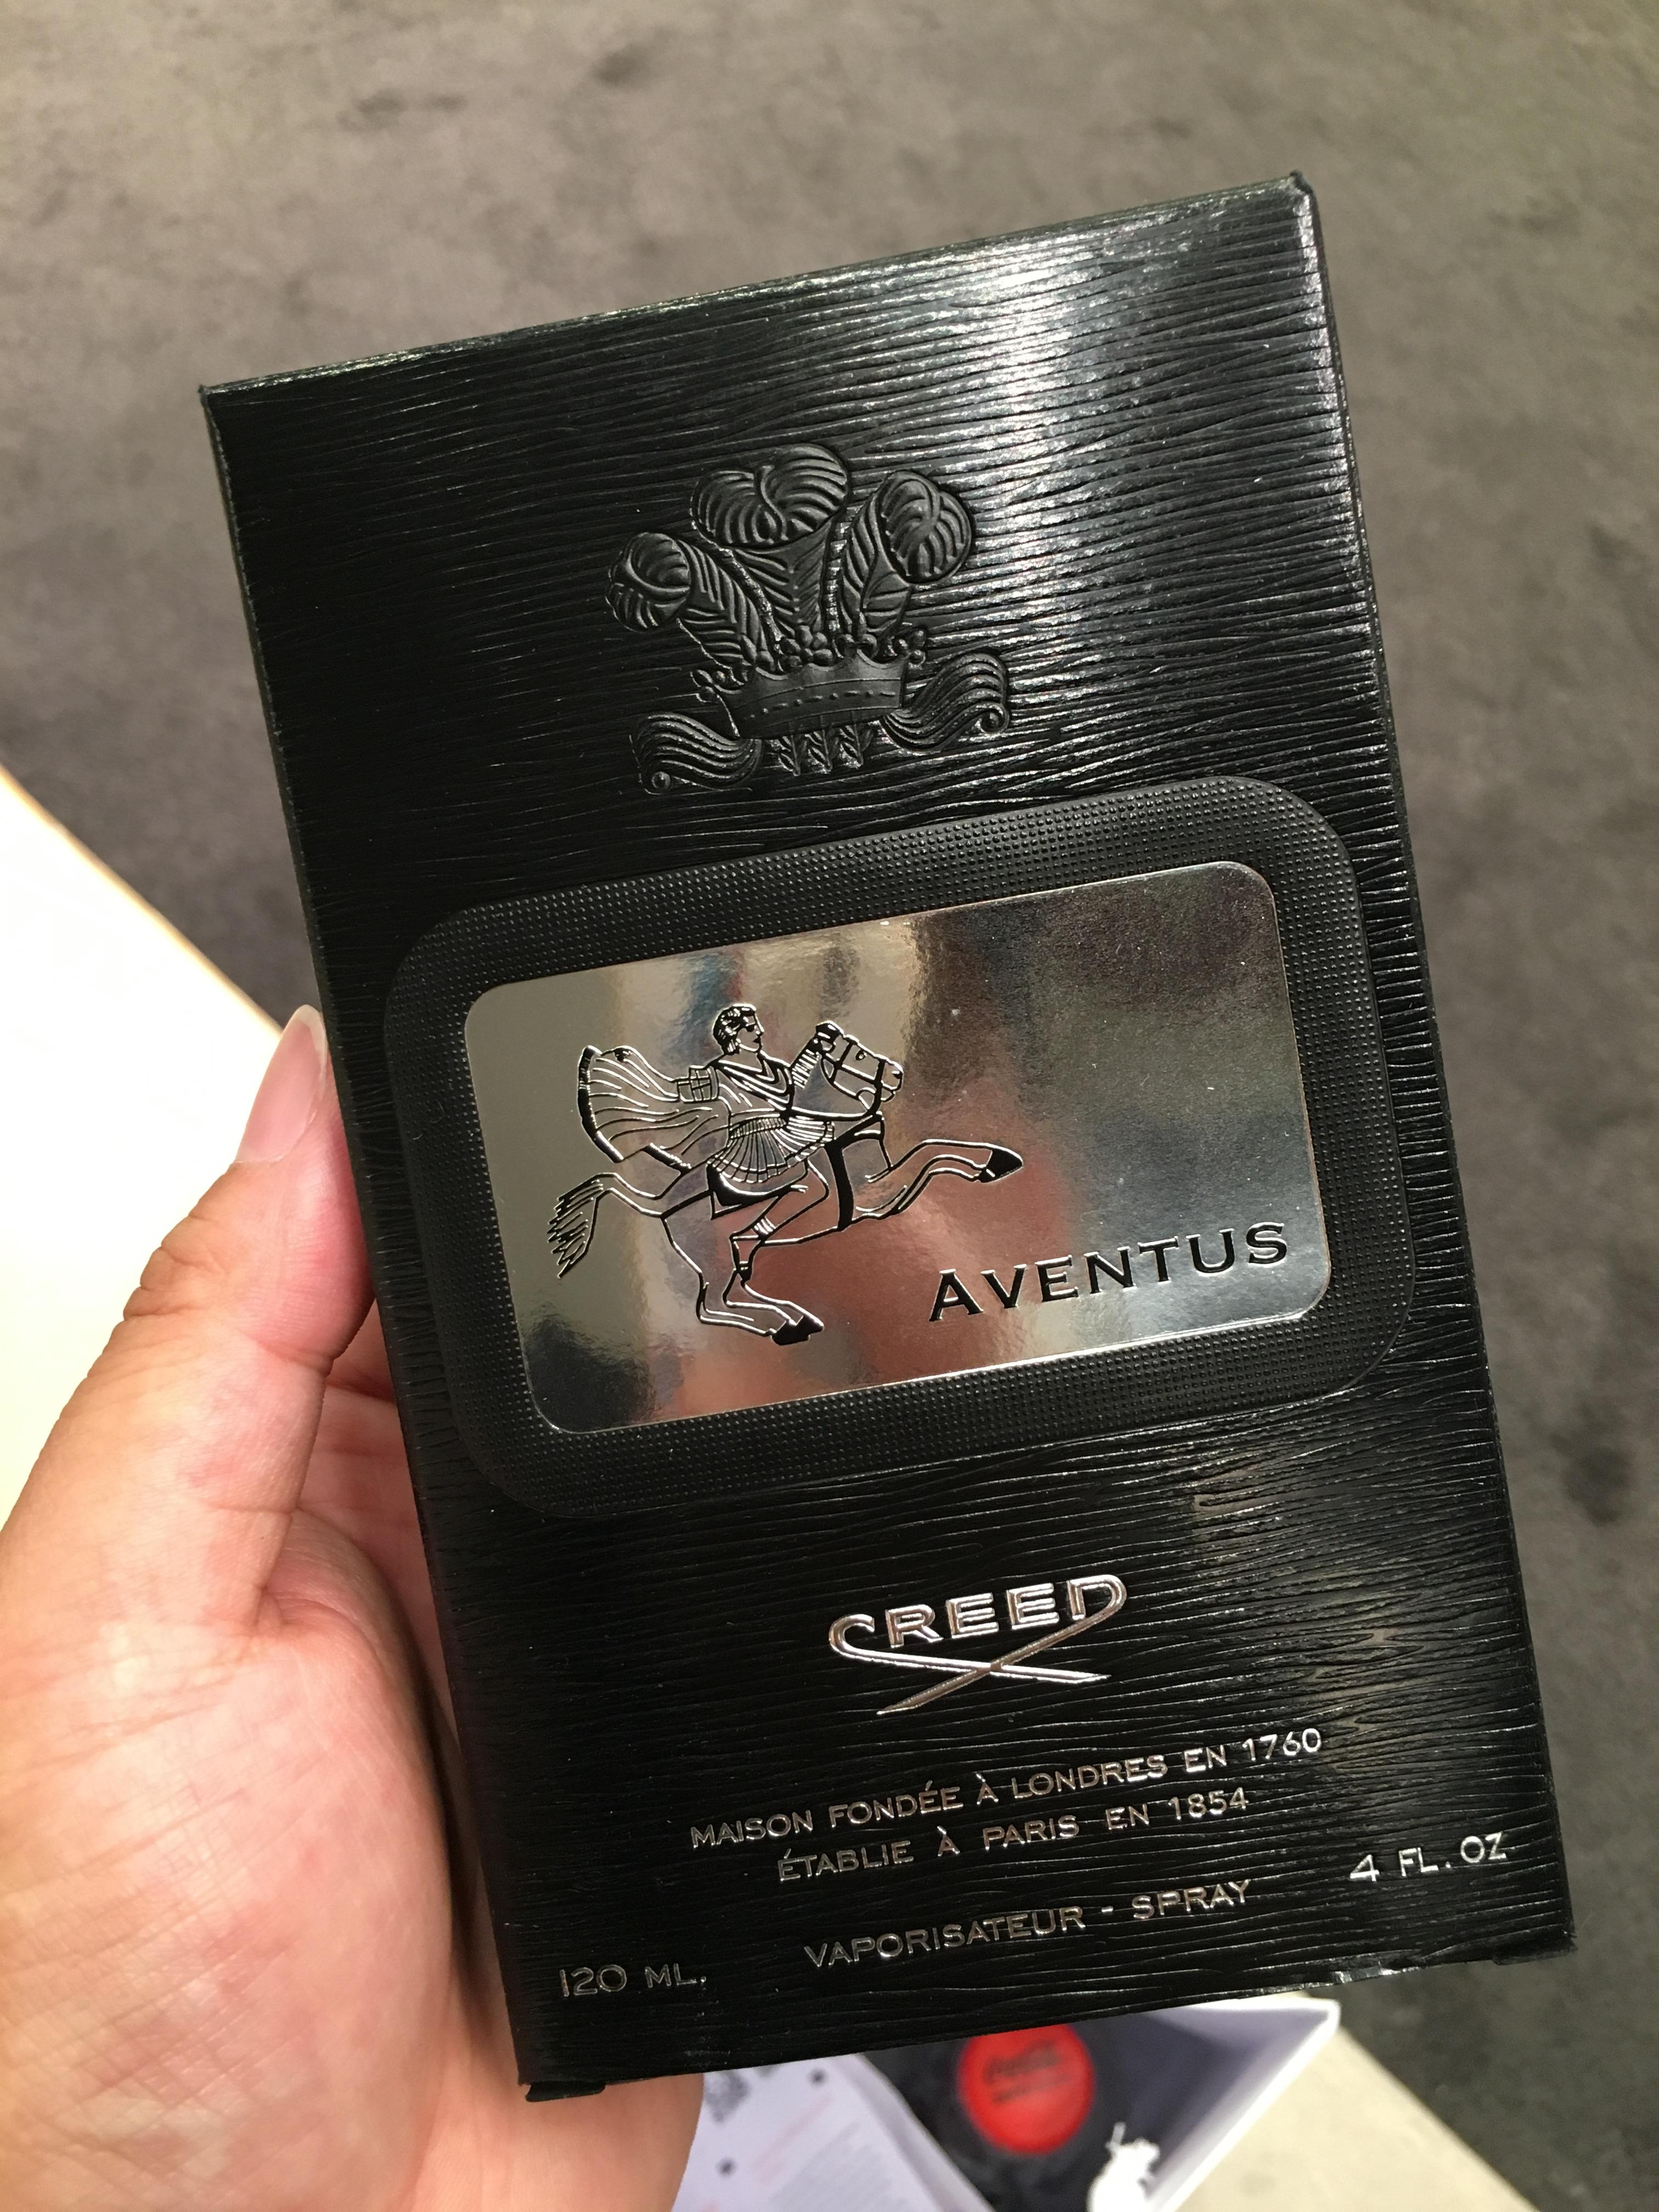 AVENTUS
CREED
MAISON FONDÉE À LONDRES EN 1760
ÉTABLIE À PARIS EN 1854
4 FL. OZ
VAPORISATEUR - SPRAY
120 ML.